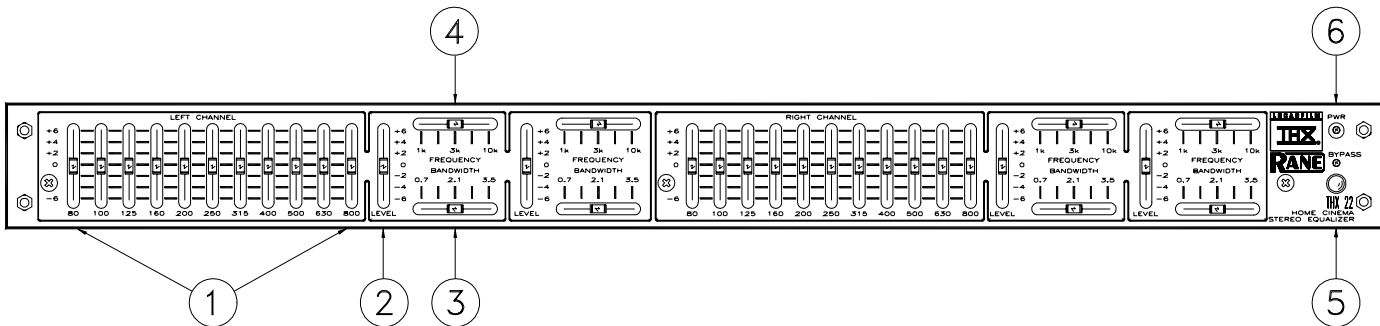 4
6
LEFT CHANNEL
+6
+4
+2
0
-2
-4
-6
80 100 125 160 200 250 315 400 500 630 800
+6
+4
+2
0
-2
-4
-6
LEVEL
1k 3k 10k
FREQUENCY
BANDWIDTH
0.7 2.1 3.5
+6
+4
+2
0
-2
-4
-6
LEVEL
1k 3k 10k
FREQUENCY
BANDWIDTH
0.7 2.1 3.5
RIGHT CHANNEL
+6
+4
+2
0
-2
-4
-6
80 100 125 160 200 250 315 400 500 630 800
+6
+4
+2
0
-2
-4
-6
LEVEL
1k 3k 10k
FREQUENCY
BANDWIDTH
0.7 2.1 3.5
+6
+4
+2
0
-2
-4
-6
LEVEL
1k 3k 10k
FREQUENCY
BANDWIDTH
0.7 2.1 3.5
LUCASFILM
THX
RANE
PWR
BYPASS
THX 22
HOME CINEMA
STEREO EQUALIZER
1
2
3
5